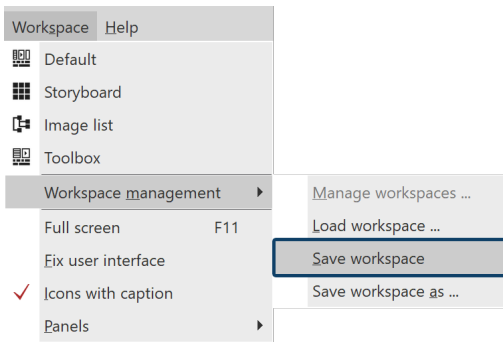 Workspace Help
Default
Storyboard
Image list
Toolbox
Workspace management
Manage workspaces ...
Full screen F11
Load workspace ...
Fix user interface
Save workspace
Icons with caption
Save workspace as ...
Panels